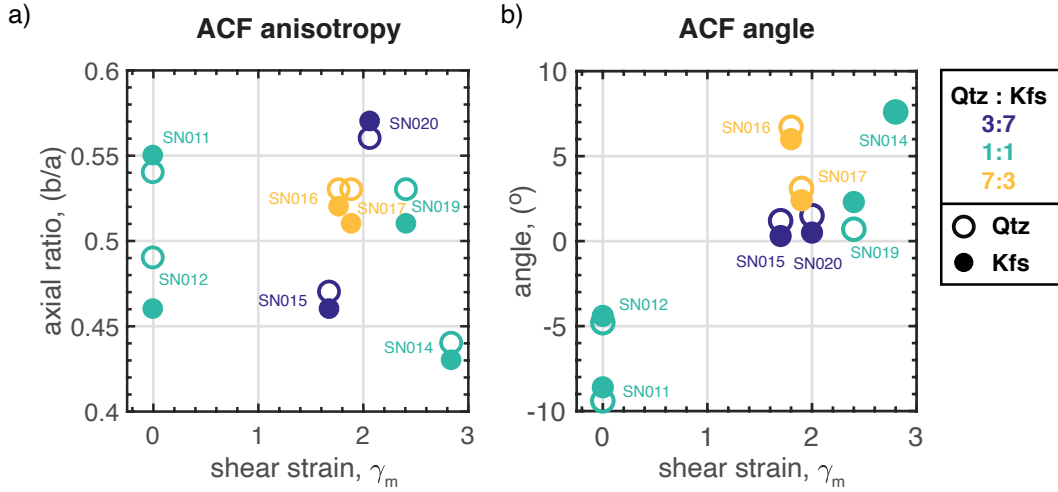 a)
ACF anisotropy
0.6
0.55
0.5
0.45
0.4
axial ratio, (b/a)
SN011
SN012
SN020
SN016
SN017
SN019
SN015
SN014
0
1
2
3
shear strain, γm
b)
ACF angle
10
5
0
-5
-10
angle, (º)
SN016
SN014
SN017
SN015
SN020
SN019
SN012
SN011
0
1
2
3
shear strain, γm
Qtz : Kfs
3:7
1:1
7:3
Qtz
Kfs